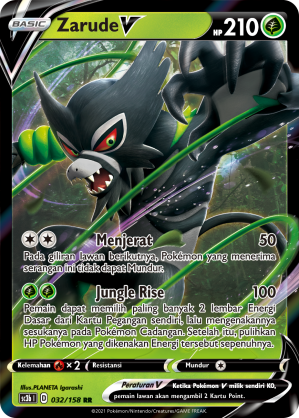 BASIC Zarude V HP 210
Menjerat 50
Pada giliran lawan berikutnya, Pokémon yang menerima
serangan ini tidak dapat Mundur.
Jungle Rise 100
Pemain dapat memilih paling banyak 2 lembar Energi
Dasar dari Kartu Pegangan sendiri, lalu mengenakannya
sesukanya pada Pokémon Cadangan. Setelah itu, pulihkan
HP Pokémon yang dikenakan Energi tersebut sepenuhnya.
Kelemahan × 2 Resistansi Mundur
Illus. PLANETA Igarashi
sc3b I D 032/158 RR
Peraturan V Ketika Pokémon V milik sendiri KO,
pemain lawan akan mengambil 2 lembar Kartu Point.
©2021 Pokémon/Nintendo/Creatures/GAME FREAK.